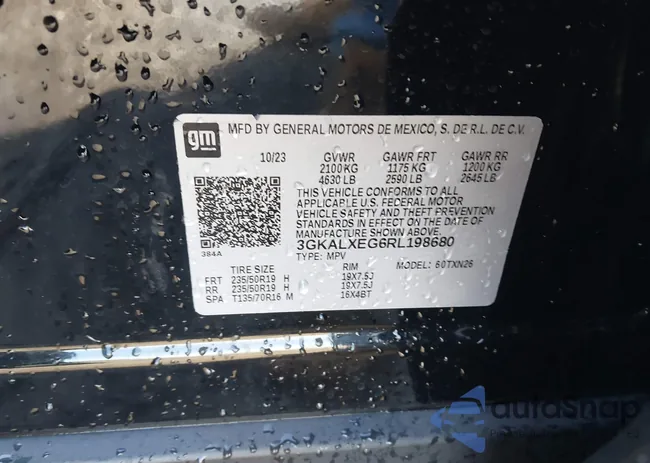 gm
MFD BY GENERAL MOTORS DE MEXICO, S. DE R.L. DE C.V.
10/23 GVWR GAWR FRT GAWR RR
2100 KG 1175 KG 1200 KG
4630 LB 2590 LB 2645 LB
THIS VEHICLE CONFORMS TO ALL
APPLICABLE U.S. FEDERAL MOTOR
VEHICLE SAFETY AND THEFT PREVENTION
STANDARDS IN EFFECT ON THE DATE OF
MANUFACTURE SHOWN ABOVE.
384A
3GKALXEG6RL198680
TYPE: MPV MODEL: 60TXN26
TIRE SIZE RIM
FRT 235/50R19 H 19X7.5J
RR 235/50R19 H 19X7.5J
SPA T135/70R16 M 16X4BT
autosnap